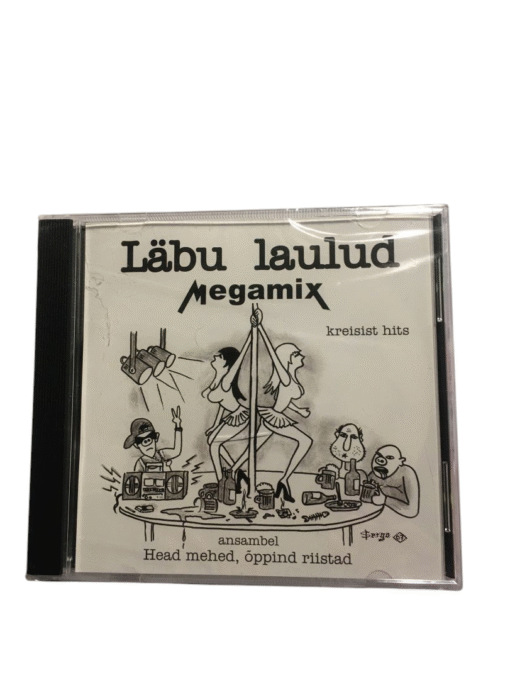 Läbu laulud
Megamix
kreisist hits
ansambel
Head mehed, õppind riistad